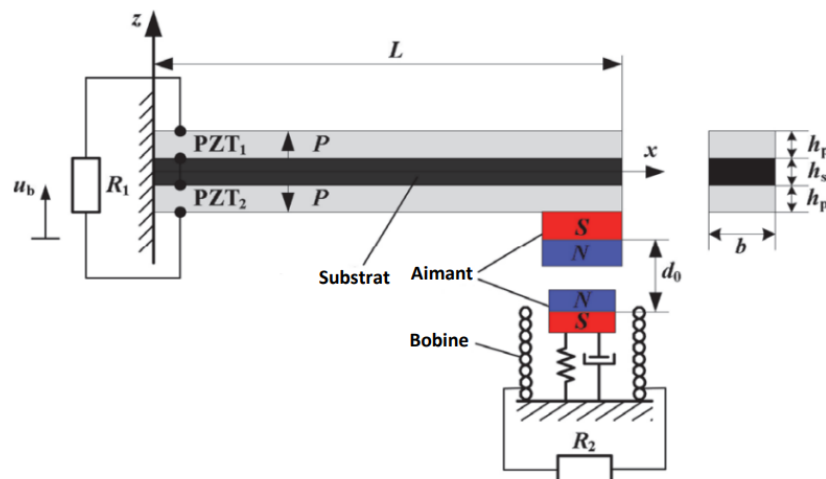 z
L
PZT₁ P
x
PZT₂ P
u_b
R₁
h_p
h_s
h_p
b
Substrat
Aimant
S
N
d₀
N
S
Bobine
R₂